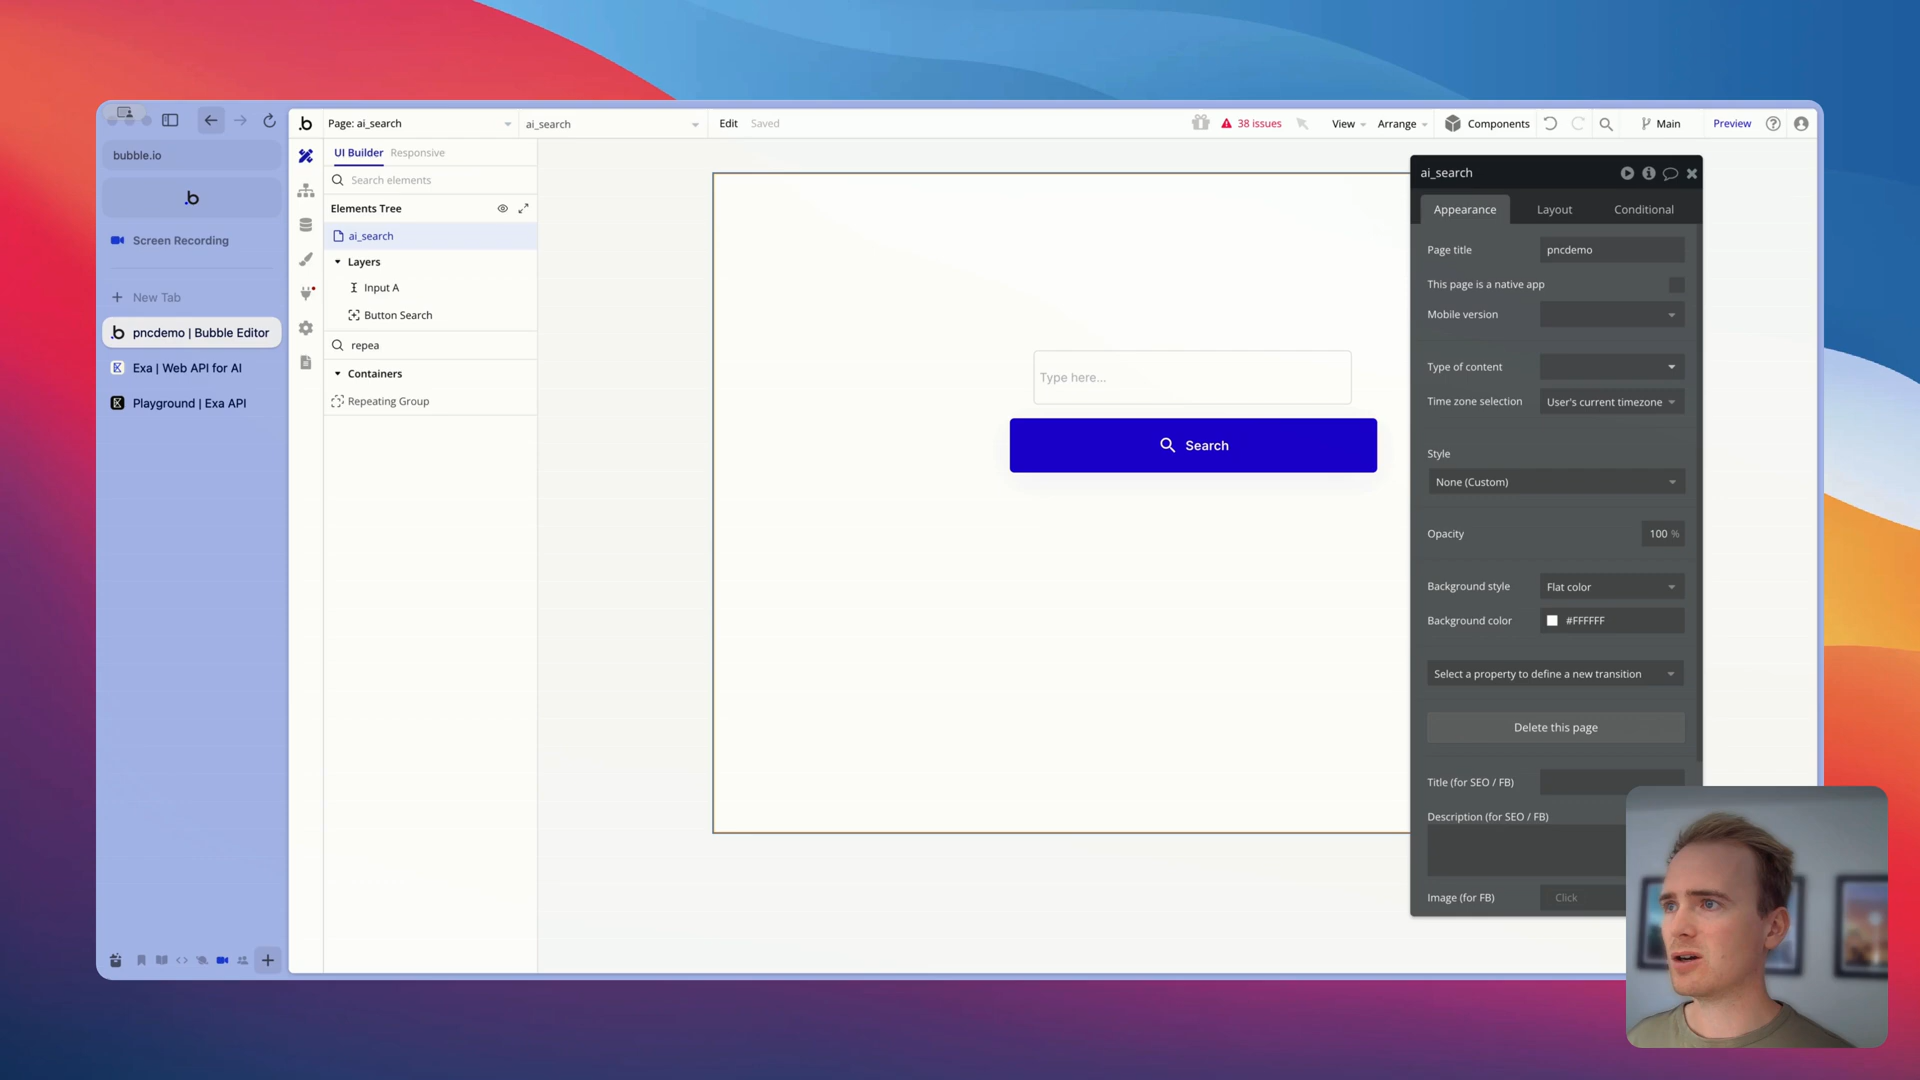 bubble.io
Screen Recording
New Tab
pncdemo | Bubble Editor
Exa | Web API for AI
Playground | Exa API
Page: ai_search
ai_search
Edit
Saved
38 issues
View
Arrange
Components
Main
Preview
UI Builder
Responsive
Search elements
Elements Tree
ai_search
Layers
Input A
Button Search
repea
Containers
Repeating Group
Type here...
Search
ai_search
Appearance
Layout
Conditional
Page title
pncdemo
This page is a native app
Mobile version
Type of content
Time zone selection
User's current timezone
Style
None (Custom)
Opacity
100 %
Background style
Flat color
Background color
#FFFFFF
Select a property to define a new transition
Delete this page
Title (for SEO / FB)
Description (for SEO / FB)
Image (for FB)
Click